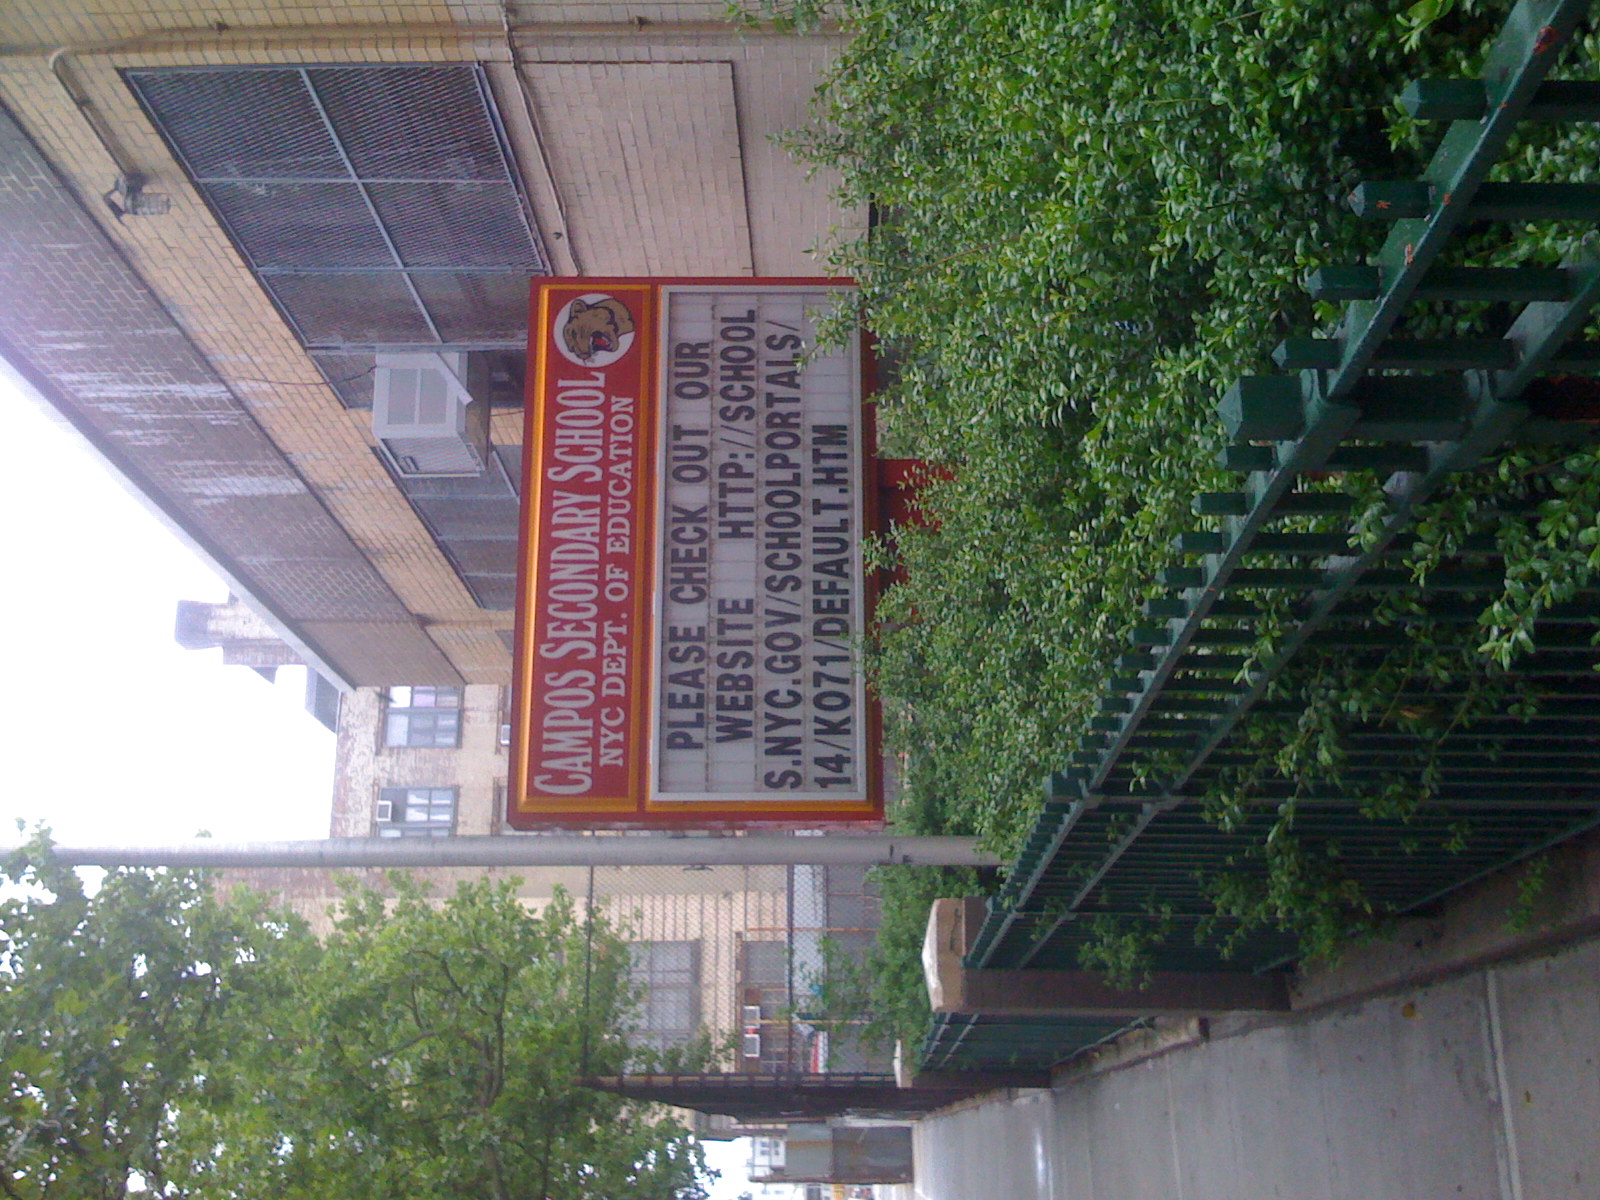 CAMPOS SECONDARY SCHOOL
NYC DEPT. OF EDUCATION
PLEASE CHECK OUT OUR
WEBSITE HTTP://SCHOOL
S.NYC.GOV/SCHOOLPORTALS/
14/K071/DEFAULT.HTM